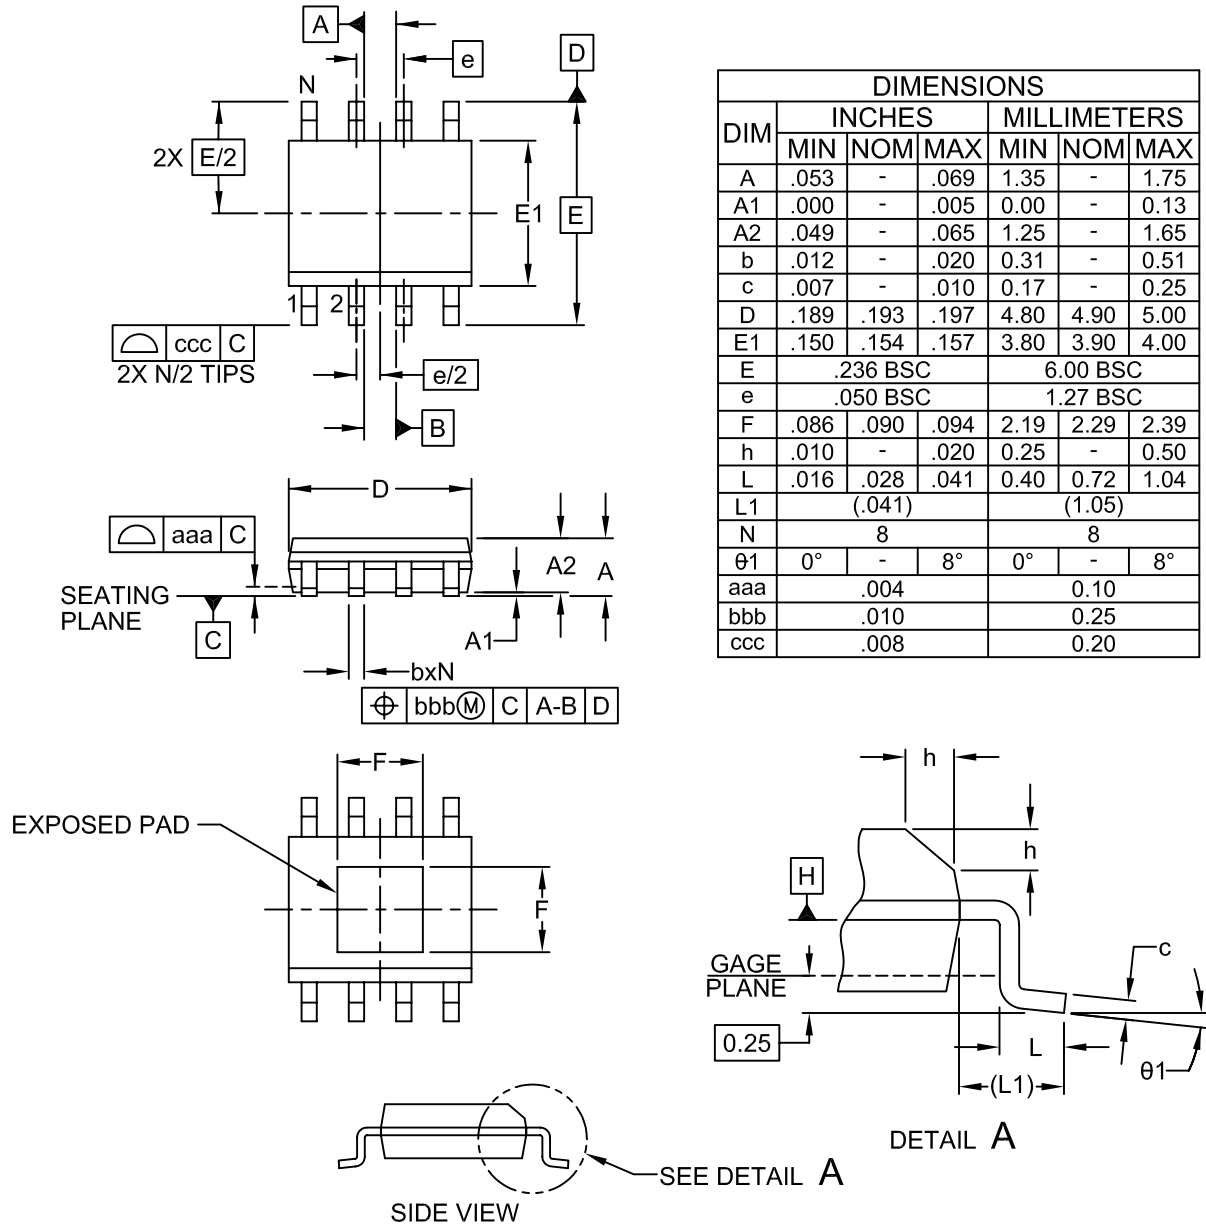 A
e
D
N
2X E/2
E1
E
1 2
ccc C
2X N/2 TIPS
e/2
B
D
aaa C
A2 A
SEATING
PLANE
C
A1
bxN
bbbⓂ C A-B D
DIMENSIONS
DIM INCHES MILLIMETERS
MIN NOM MAX MIN NOM MAX
A .053 - .069 1.35 - 1.75
A1 .000 - .005 0.00 - 0.13
A2 .049 - .065 1.25 - 1.65
b .012 - .020 0.31 - 0.51
c .007 - .010 0.17 - 0.25
D .189 .193 .197 4.80 4.90 5.00
E1 .150 .154 .157 3.80 3.90 4.00
E .236 BSC 6.00 BSC
e .050 BSC 1.27 BSC
F .086 .090 .094 2.19 2.29 2.39
h .010 - .020 0.25 - 0.50
L .016 .028 .041 0.40 0.72 1.04
L1 (.041) (1.05)
N 8 8
θ1 0° - 8° 0° - 8°
aaa .004 0.10
bbb .010 0.25
ccc .008 0.20
F
EXPOSED PAD
F
h
h
H
GAGE
PLANE
c
0.25
L
(L1)
θ1
DETAIL A
SEE DETAIL A
SIDE VIEW